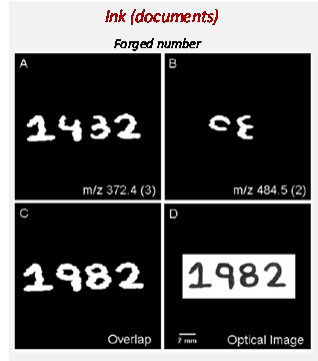 Ink (documents)
Forged number
A
1432
m/z 372.4 (3)
B
m/z 484.5 (2)
C
1982
Overlap
D
1982
2 mm
Optical Image